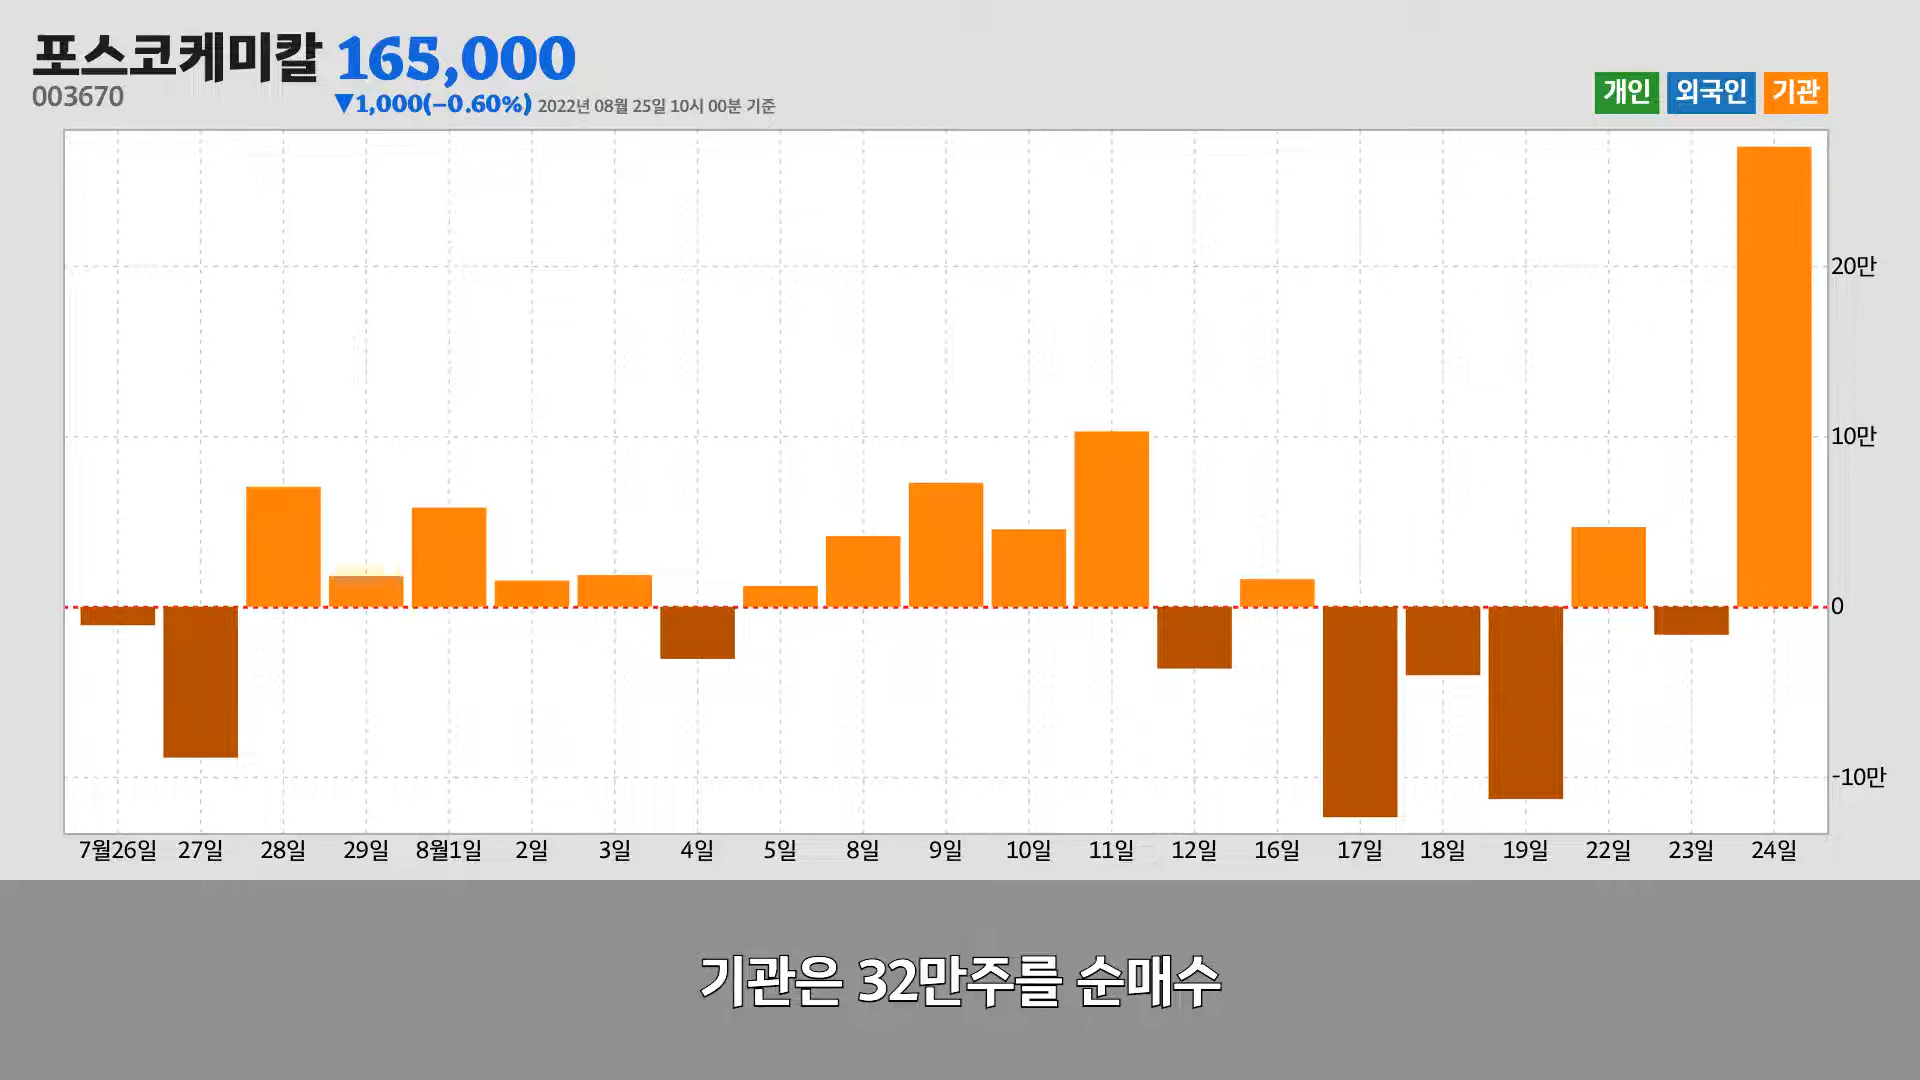 포스코케미칼 165,000
003670
▼1,000(−0.60%) 2022년 08월 25일 10시 00분 기준
개인 외국인 기관
20만
10만
0
-10만
7월26일 27일 28일 29일 8월1일 2일 3일 4일 5일 8일 9일 10일 11일 12일 16일 17일 18일 19일 22일 23일 24일
기관은 32만주를 순매수